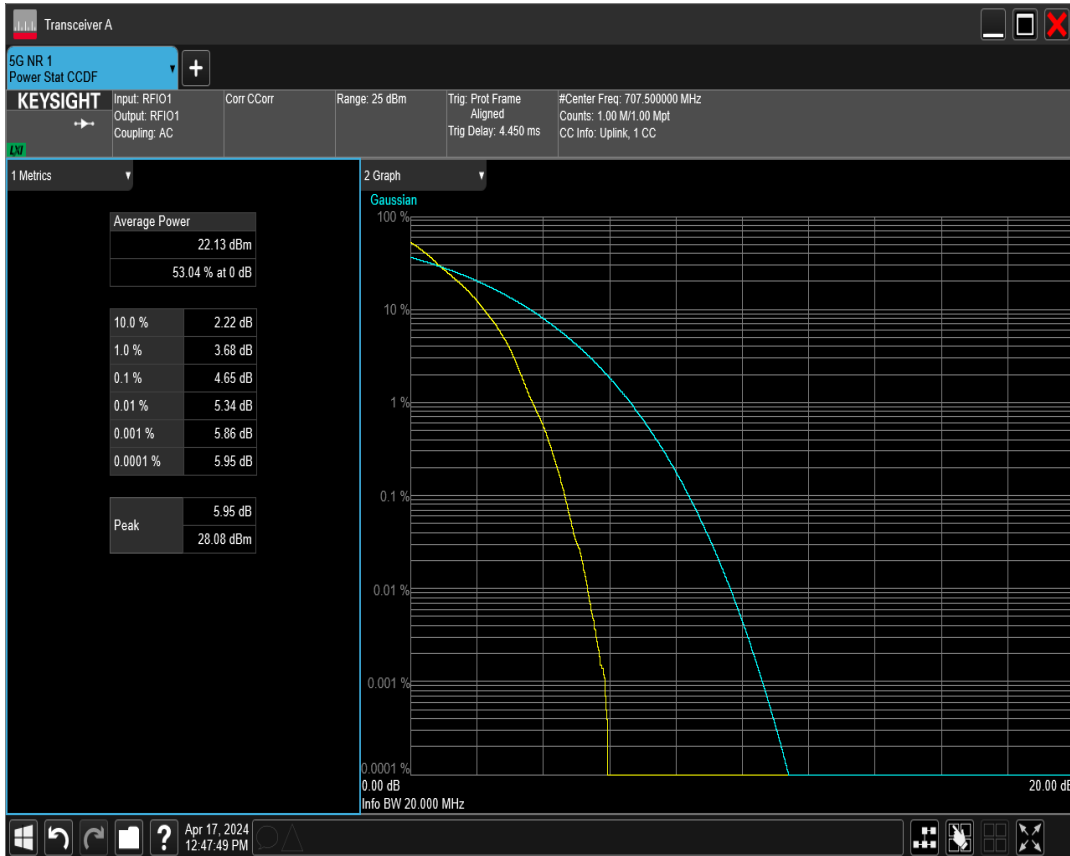 Transceiver A
5G NR 1
Power Stat CCDF
+
KEYSIGHT
LXI
Input: RFIO1
Output: RFIO1
Coupling: AC
Corr CCorr
Range: 25 dBm
Trig: Prot Frame
Aligned
Trig Delay: 4.450 ms
#Center Freq: 707.500000 MHz
Counts: 1.00 M/1.00 Mpt
CC Info: Uplink, 1 CC
1 Metrics
Average Power
22.13 dBm
53.04 % at 0 dB
10.0 % 2.22 dB
1.0 % 3.68 dB
0.1 % 4.65 dB
0.01 % 5.34 dB
0.001 % 5.86 dB
0.0001 % 5.95 dB
Peak
5.95 dB
28.08 dBm
2 Graph
Gaussian
100 %
10 %
1 %
0.1 %
0.01 %
0.001 %
0.0001 %
0.00 dB
20.00 dB
Info BW 20.000 MHz
?
Apr 17, 2024
12:47:49 PM